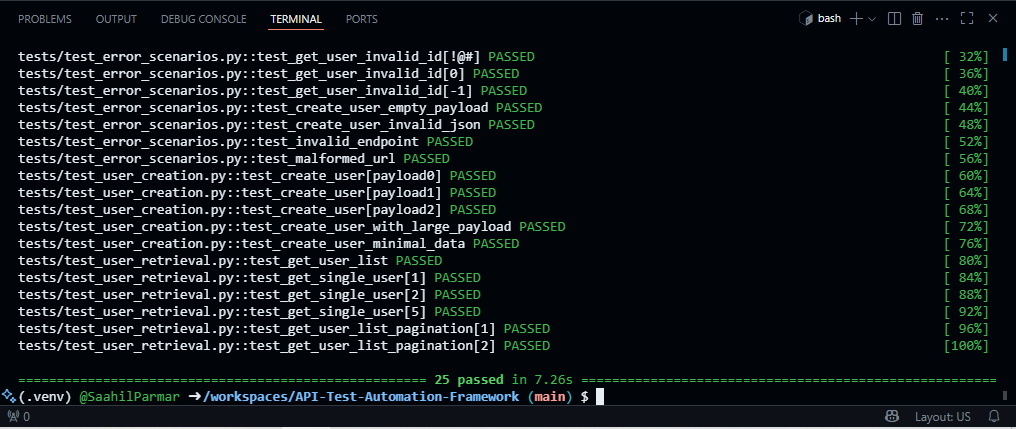 PROBLEMS OUTPUT DEBUG CONSOLE TERMINAL PORTS bash
tests/test_error_scenarios.py::test_get_user_invalid_id[!@#] PASSED [ 32%]
tests/test_error_scenarios.py::test_get_user_invalid_id[0] PASSED [ 36%]
tests/test_error_scenarios.py::test_get_user_invalid_id[-1] PASSED [ 40%]
tests/test_error_scenarios.py::test_create_user_empty_payload PASSED [ 44%]
tests/test_error_scenarios.py::test_create_user_invalid_json PASSED [ 48%]
tests/test_error_scenarios.py::test_invalid_endpoint PASSED [ 52%]
tests/test_error_scenarios.py::test_malformed_url PASSED [ 56%]
tests/test_user_creation.py::test_create_user[payload0] PASSED [ 60%]
tests/test_user_creation.py::test_create_user[payload1] PASSED [ 64%]
tests/test_user_creation.py::test_create_user[payload2] PASSED [ 68%]
tests/test_user_creation.py::test_create_user_with_large_payload PASSED [ 72%]
tests/test_user_creation.py::test_create_user_minimal_data PASSED [ 76%]
tests/test_user_retrieval.py::test_get_user_list PASSED [ 80%]
tests/test_user_retrieval.py::test_get_single_user[1] PASSED [ 84%]
tests/test_user_retrieval.py::test_get_single_user[2] PASSED [ 88%]
tests/test_user_retrieval.py::test_get_single_user[5] PASSED [ 92%]
tests/test_user_retrieval.py::test_get_user_list_pagination[1] PASSED [ 96%]
tests/test_user_retrieval.py::test_get_user_list_pagination[2] PASSED [100%]
===================================================== 25 passed in 7.26s ======================================================
(.venv) @SaahilParmar ➜/workspaces/API-Test-Automation-Framework (main) $
0 Layout: US